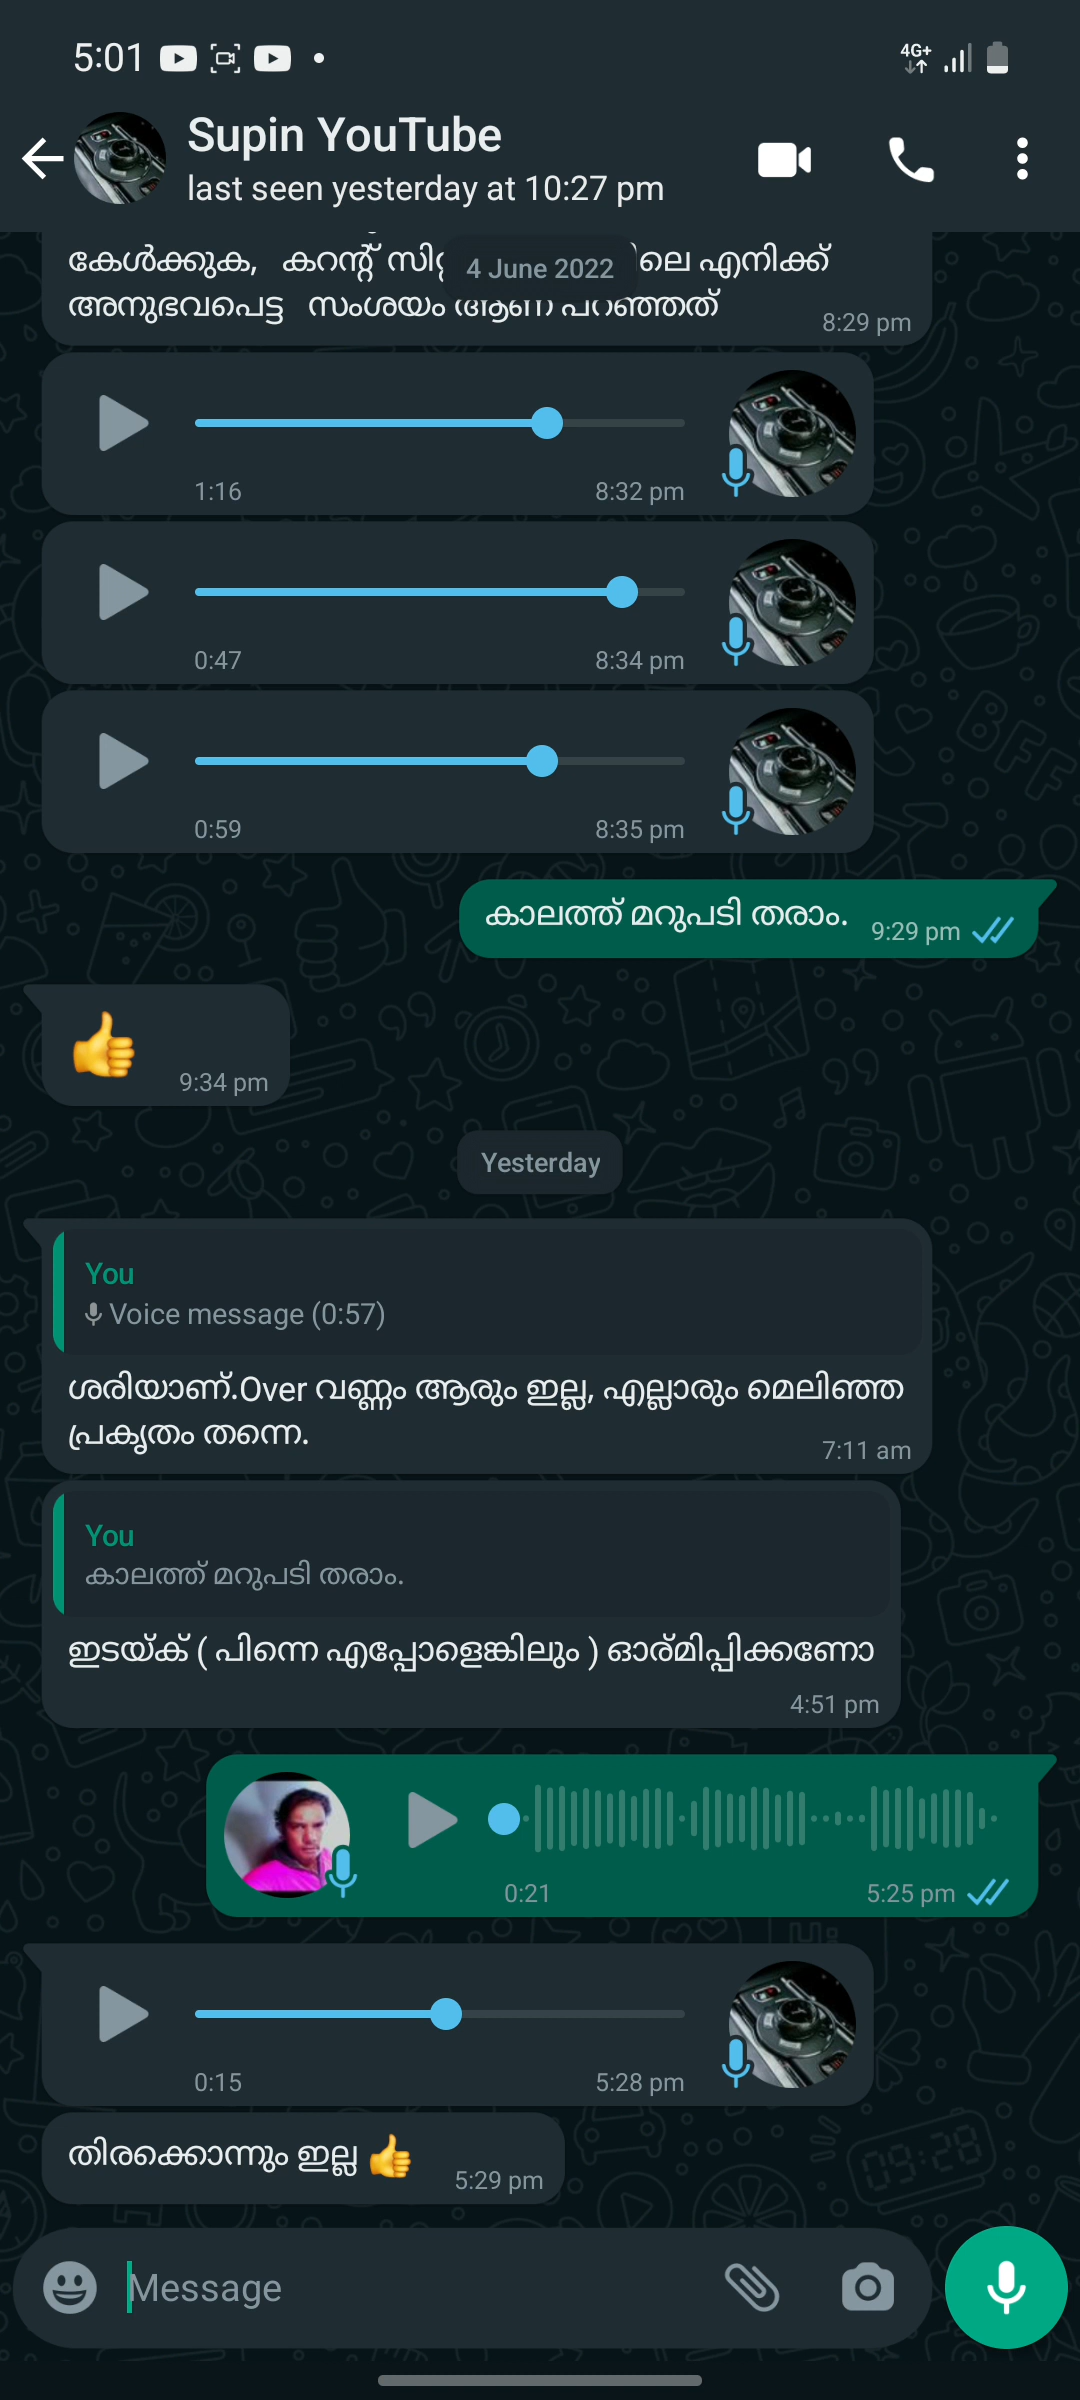 5:01
4G+
Supin YouTube
last seen yesterday at 10:27 pm
4 June 2022
കേൾക്കുക, കറന്റ് ലെ എനിക്ക്
അനുഭവപെട്ട സംശയം ആണ് പറഞ്ഞത്
8:29 pm
1:16 8:32 pm
0:47 8:34 pm
0:59 8:35 pm
കാലത്ത് മറുപടി തരാം. 9:29 pm
👍 9:34 pm
Yesterday
You
Voice message (0:57)
ശരിയാണ്.Over വണ്ണം ആരും ഇല്ല, എല്ലാരും മെലിഞ്ഞ
പ്രകൃതം തന്നെ.
7:11 am
You
കാലത്ത് മറുപടി തരാം.
ഇടയ്ക് ( പിന്നെ എപ്പോളെങ്കിലും ) ഓര്മിപ്പിക്കണോ
4:51 pm
0:21 5:25 pm
0:15 5:28 pm
തിരക്കൊന്നും ഇല്ല 👍 5:29 pm
Message